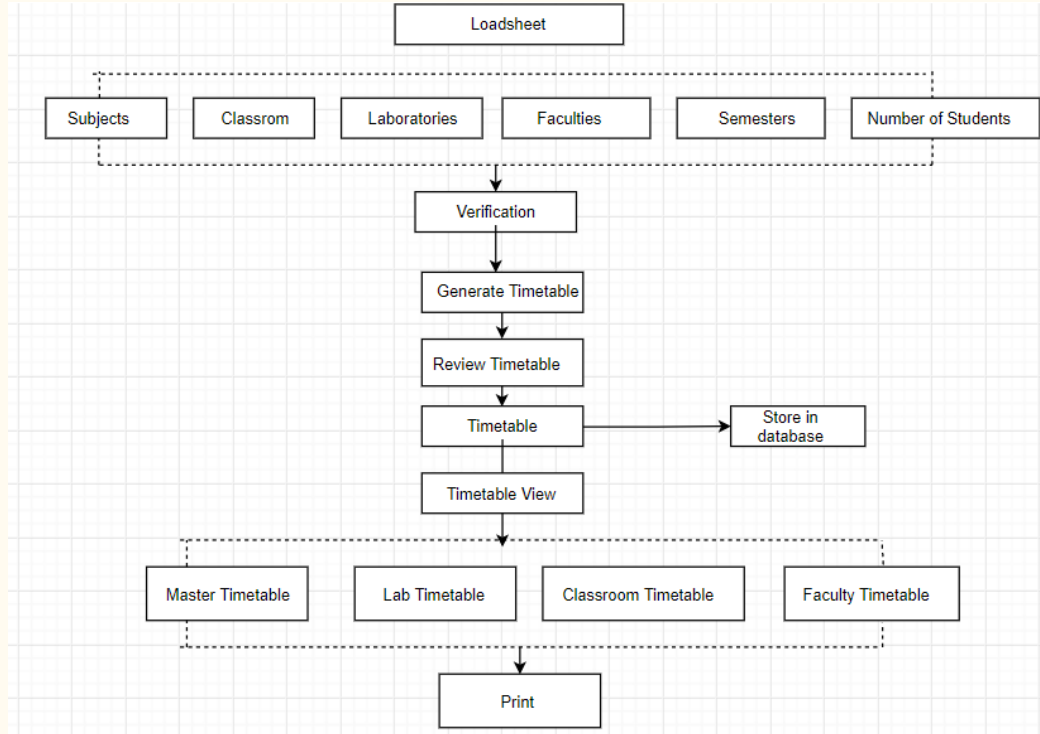 Loadsheet
Subjects
Classrom
Laboratories
Faculties
Semesters
Number of Students
Verification
Generate Timetable
Review Timetable
Timetable
Store in
database
Timetable View
Master Timetable
Lab Timetable
Classroom Timetable
Faculty Timetable
Print